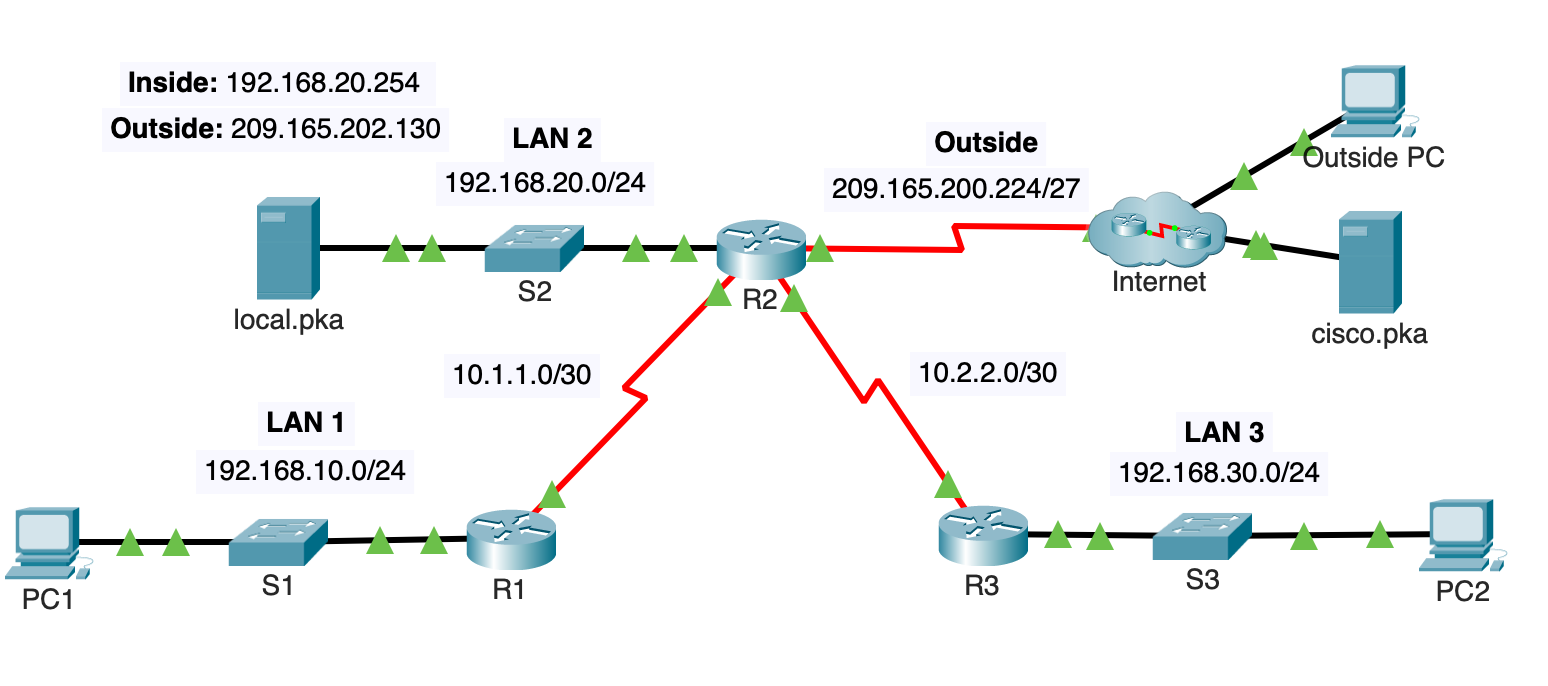 Inside: 192.168.20.254
Outside: 209.165.202.130
LAN 2
192.168.20.0/24
Outside
209.165.200.224/27
Outside PC
local.pka
S2
R2
Internet
cisco.pka
10.1.1.0/30
10.2.2.0/30
LAN 1
192.168.10.0/24
LAN 3
192.168.30.0/24
PC1
S1
R1
R3
S3
PC2